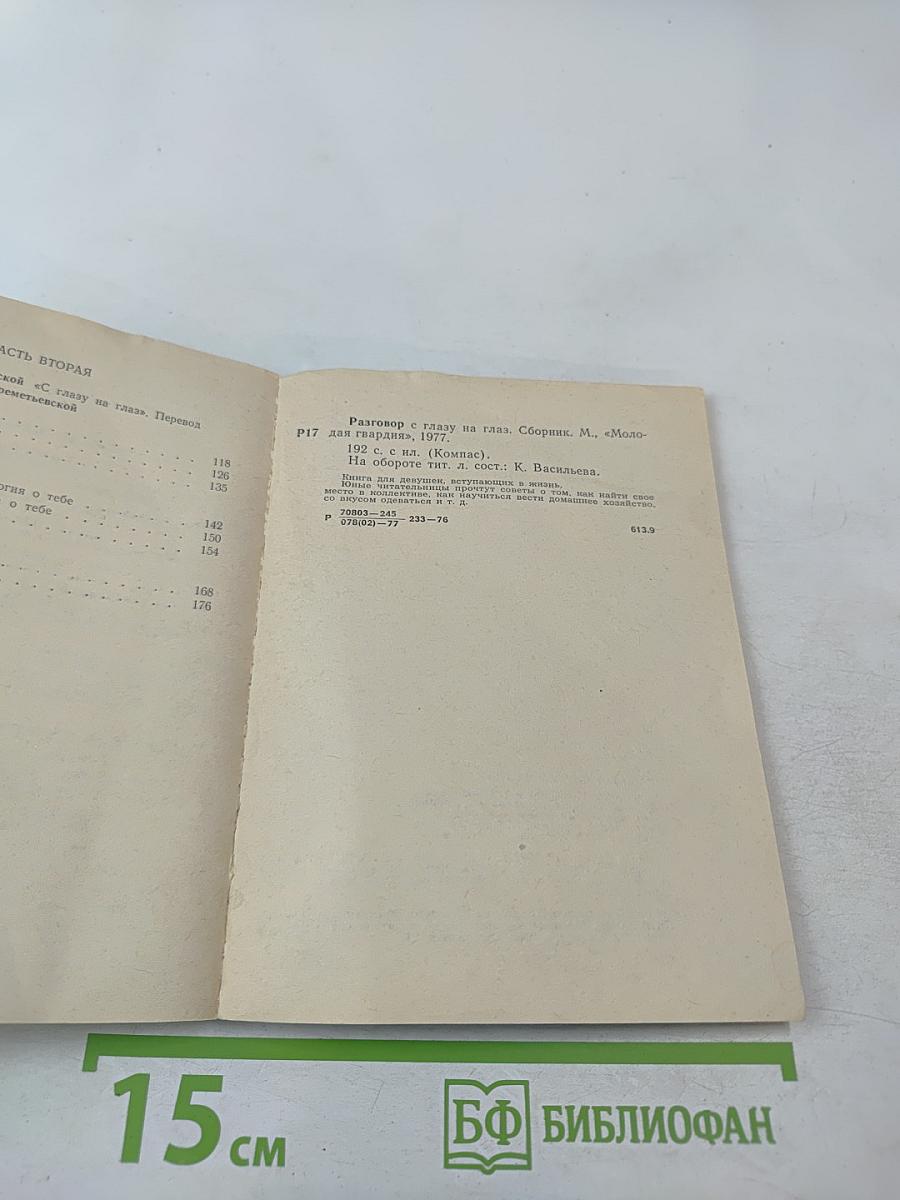 АСТЬ ВТОРАЯ
ской «С глазу на глаз». Перевод
реметьевской
118
126
135
огия о тебе
о тебе 142
150
154
168
176
Разговор с глазу на глаз. Сборник. М., «Моло-
Р17 дая гвардия», 1977.
192 с. с ил. (Компас).
На обороте тит. л. сост.: К. Васильева.
Книга для девушек, вступающих в жизнь.
Юные читательницы прочтут советы о том, как найти свое
место в коллективе, как научиться вести домашнее хозяйство,
со вкусом одеваться и т. д.
Р 70803—245
078(02)—77 233—76
613.9
15 см
БФ БИБЛИОФАН